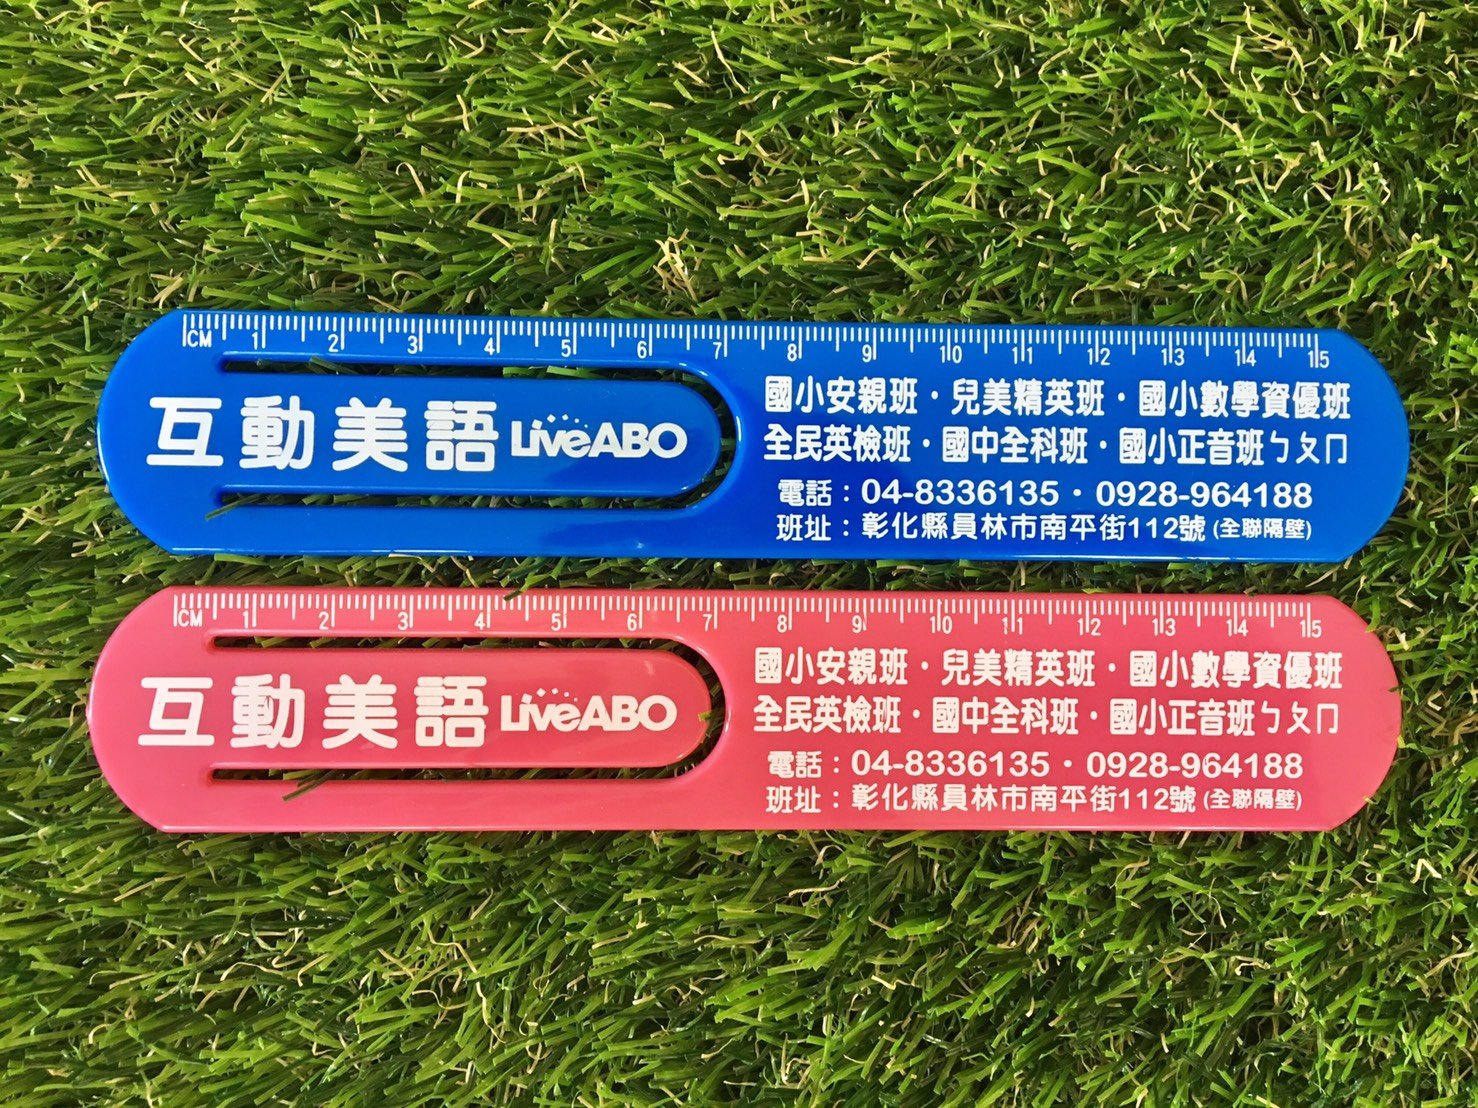 CM 1 2 3 4 5 6 7 8 9 10 11 12 13 14 15
互動美語 LiveABO
國小安親班・兒美精英班・國小數學資優班
全民英檢班・國中全科班・國小正音班ㄅㄆㄇ
電話：04-8336135・0928-964188
班址：彰化縣員林市南平街112號(全聯隔壁)
CM 1 2 3 4 5 6 7 8 9 10 11 12 13 14 15
互動美語 LiveABO
國小安親班・兒美精英班・國小數學資優班
全民英檢班・國中全科班・國小正音班ㄅㄆㄇ
電話：04-8336135・0928-964188
班址：彰化縣員林市南平街112號(全聯隔壁)